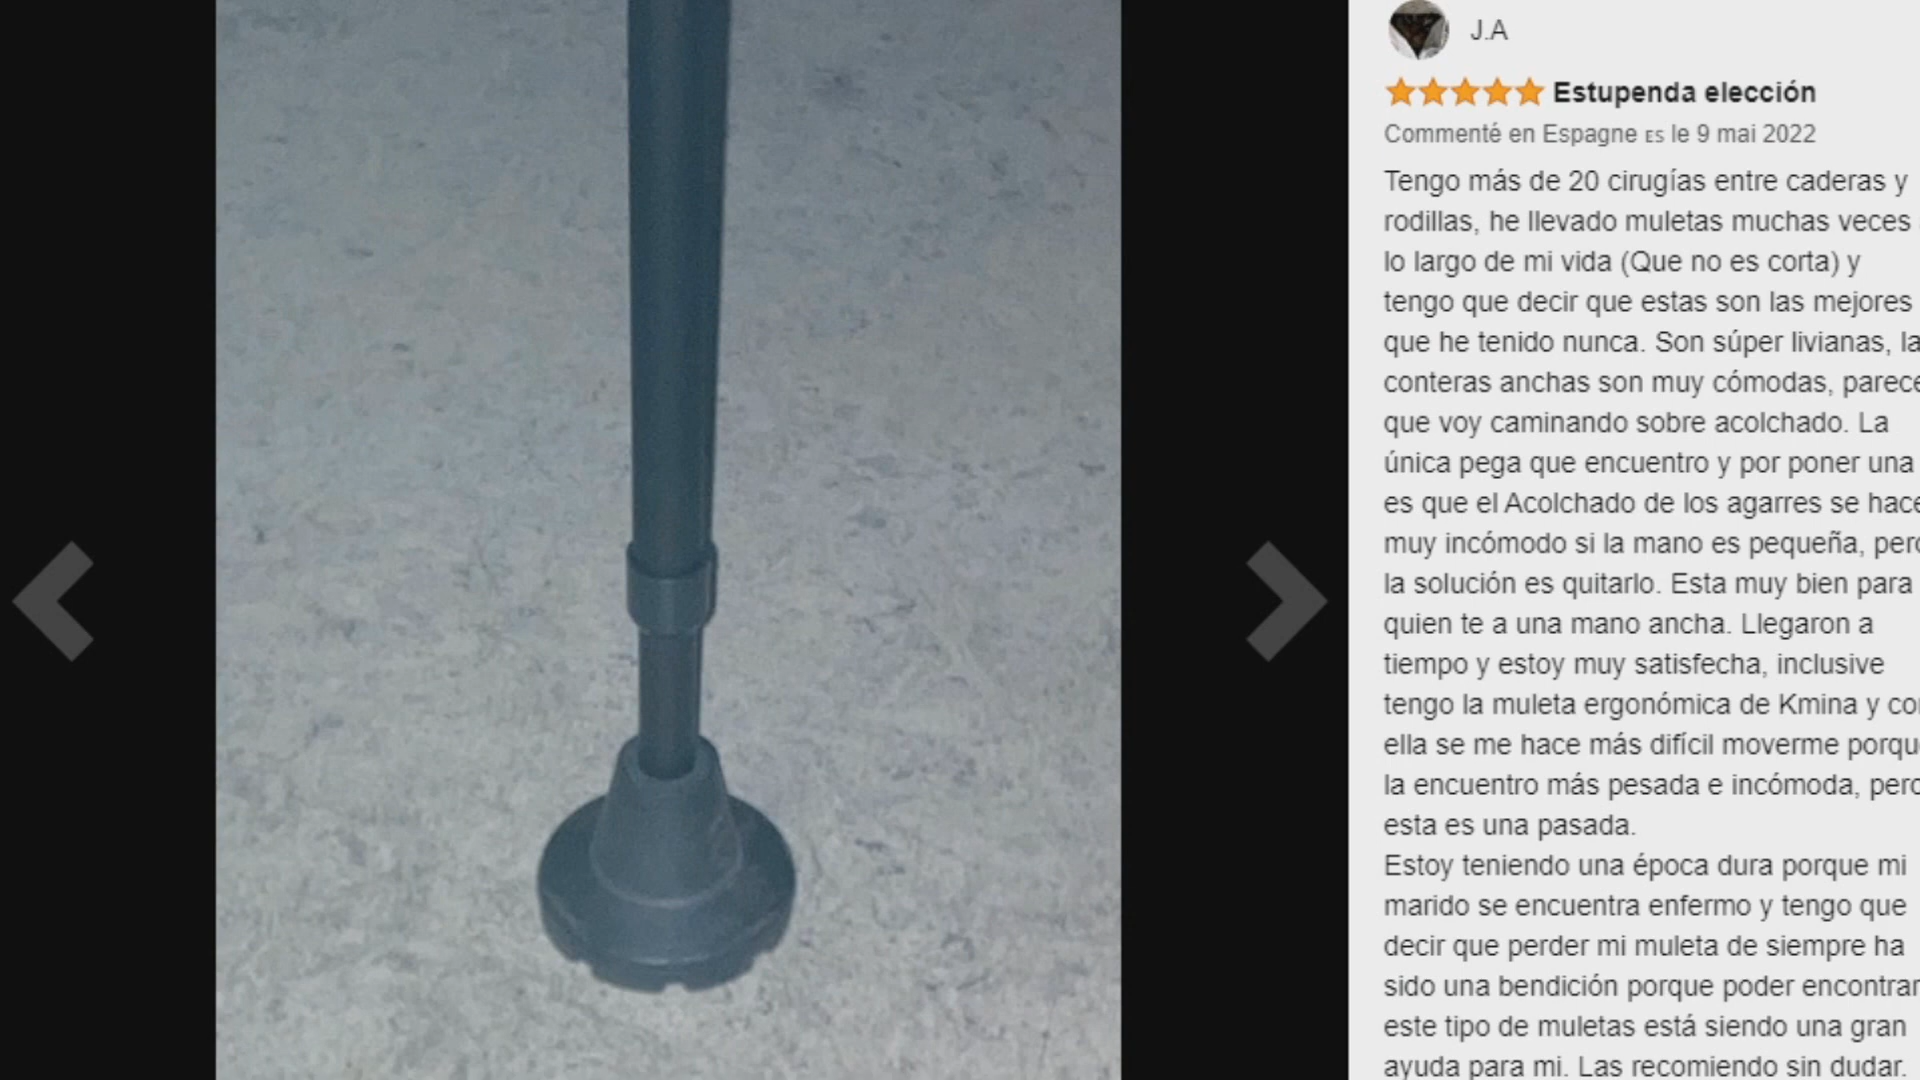 J.A
Estupenda elección
Commenté en Espagne ES le 9 mai 2022
Tengo más de 20 cirugías entre caderas y
rodillas, he llevado muletas muchas veces
lo largo de mi vida (Que no es corta) y
tengo que decir que estas son las mejores
que he tenido nunca. Son súper livianas,
conteras anchas son muy cómodas,
que voy caminando sobre acolchado. La
única pega que encuentro y por poner una
es que el Acolchado de los agarres se
muy incómodo si la mano es pequeña,
la solución es quitarlo. Esta muy bien para
quien te a una mano ancha. Llegaron a
tiempo y estoy muy satisfecha, inclusive
tengo la muleta ergonómica de Kmina y
ella se me hace más difícil moverme
la encuentro más pesada e incómoda,
esta es una pasada.
Estoy teniendo una época dura porque mi
marido se encuentra enfermo y tengo que
decir que perder mi muleta de siempre ha
sido una bendición porque poder encontrar
este tipo de muletas está siendo una gran
ayuda para mi. Las recomiendo sin dudar.